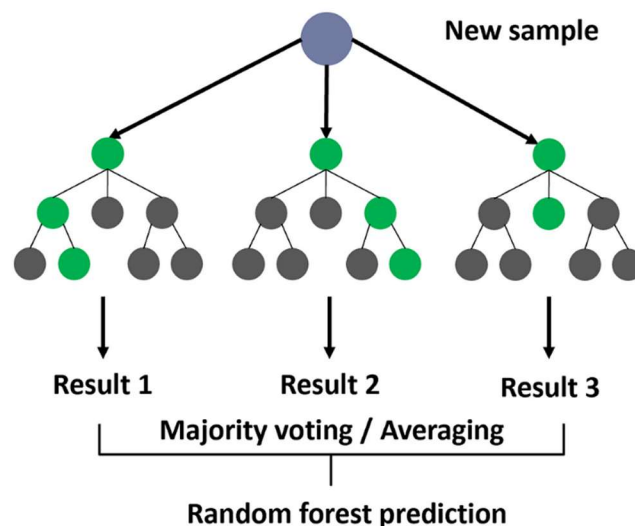 New sample
Result 1
Result 2
Result 3
Majority voting / Averaging
Random forest prediction